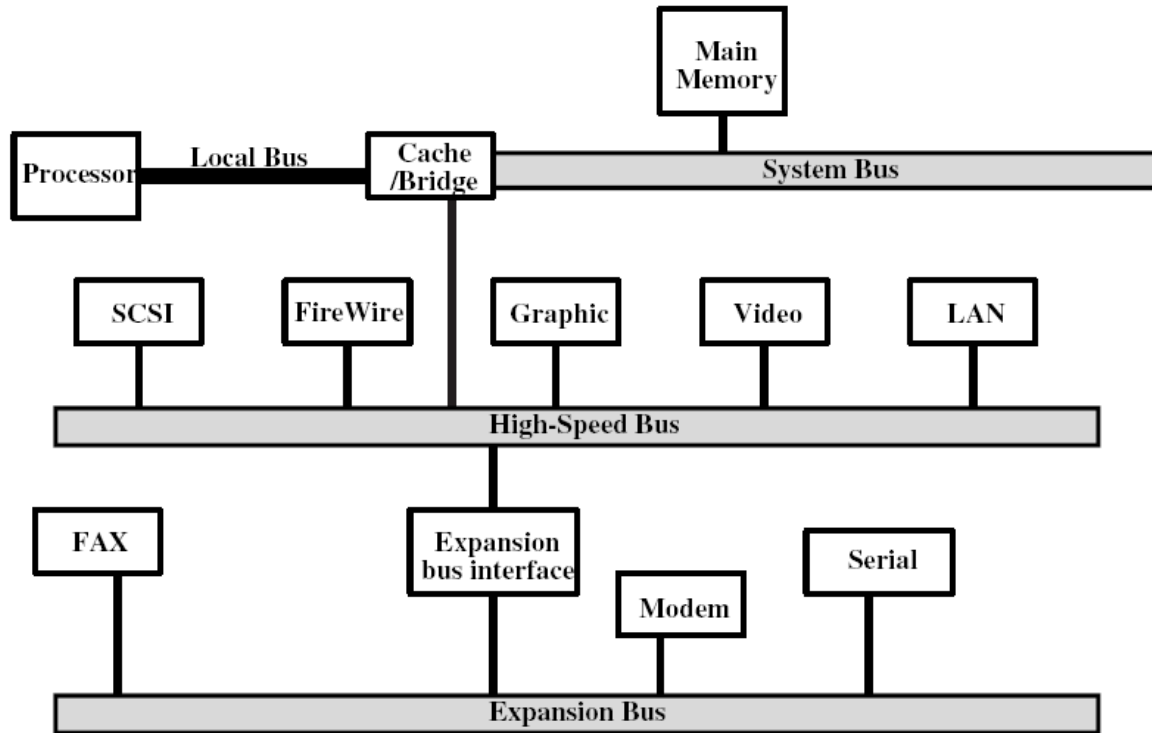 Main
Memory
Local Bus
Cache
/Bridge
Processor
System Bus
SCSI
FireWire
Graphic
Video
LAN
High-Speed Bus
FAX
Expansion
bus interface
Modem
Serial
Expansion Bus